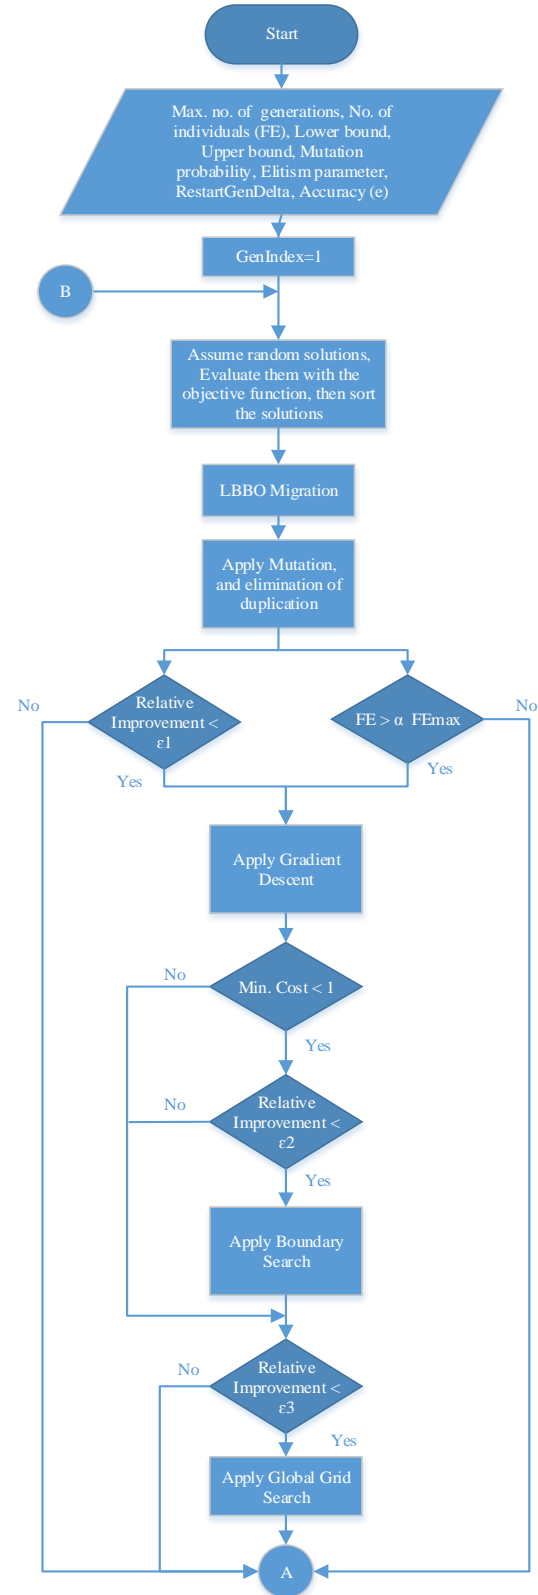 Start
Max. no. of generations, No. of
individuals (FE), Lower bound,
Upper bound, Mutation
probability, Elitism parameter,
RestartGenDelta, Accuracy (e)
GenIndex=1
B
Assume random solutions,
Evaluate them with the
objective function, then sort
the solutions
LBBO Migration
Apply Mutation,
and elimination of
duplication
No
Relative
Improvement <
ε1
Yes
FE > α FEmax
No
Yes
Apply Gradient
Descent
No
Min. Cost < 1
Yes
No
Relative
Improvement <
ε2
Yes
Apply Boundary
Search
No
Relative
Improvement <
ε3
Yes
Apply Global Grid
Search
A